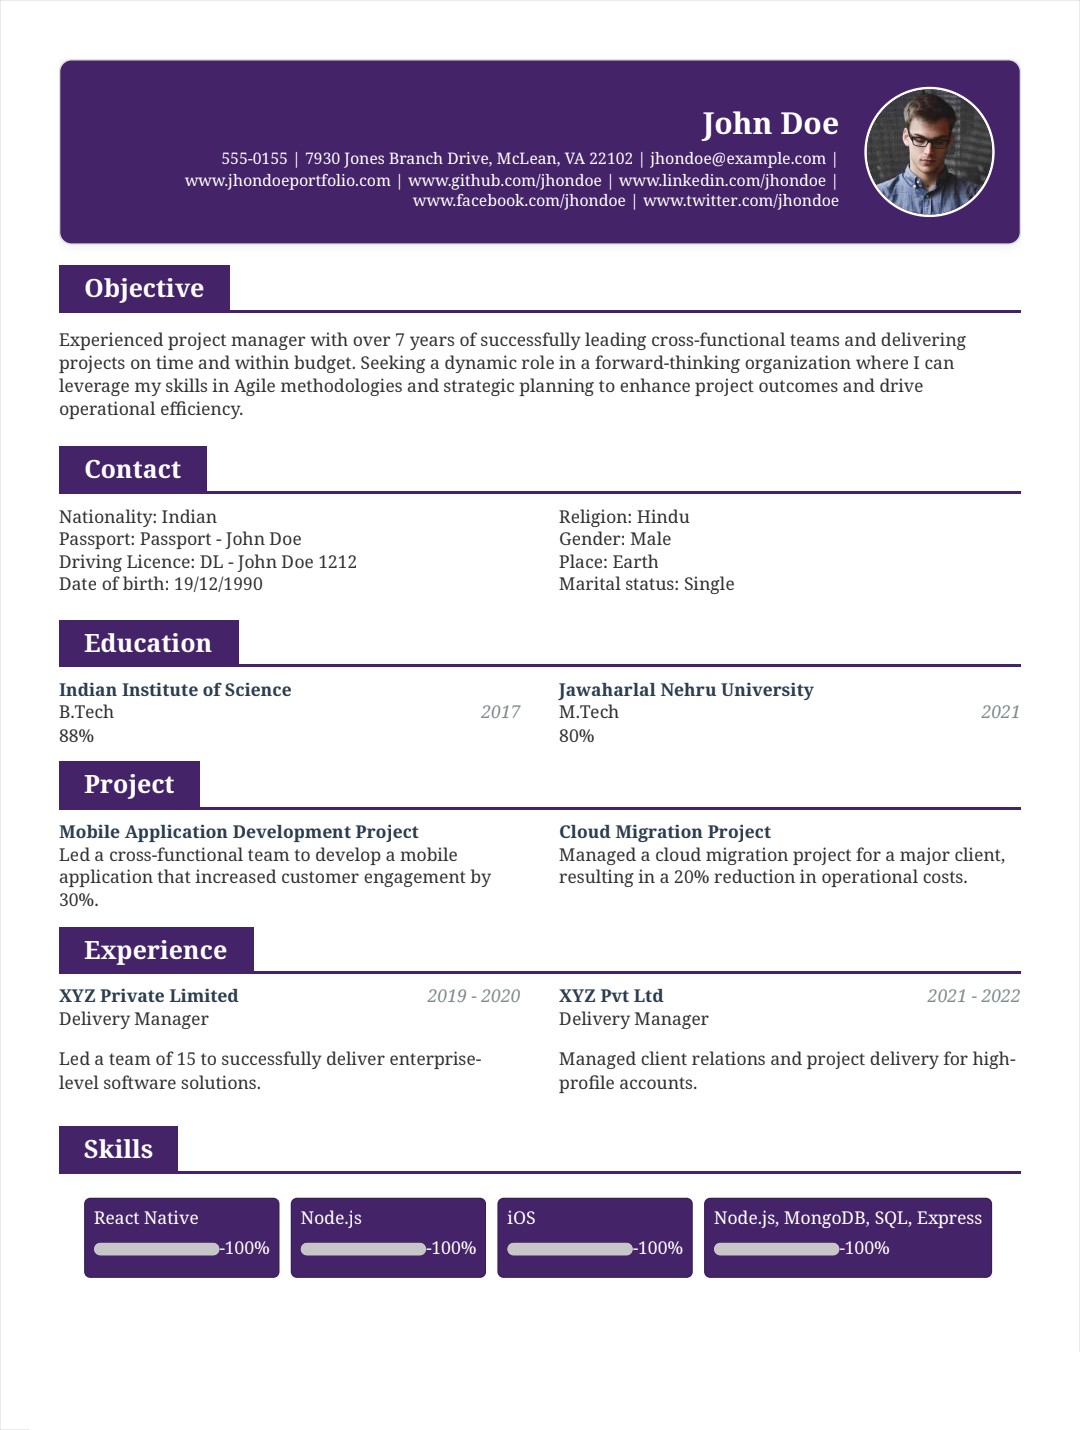 John Doe
555-0155 | 7930 Jones Branch Drive, McLean, VA 22102 | jhondoe@example.com |
www.jhondoeportfolio.com | www.github.com/jhondoe | www.linkedin.com/jhondoe |
www.facebook.com/jhondoe | www.twitter.com/jhondoe
Objective
Experienced project manager with over 7 years of successfully leading cross-functional teams and delivering
projects on time and within budget. Seeking a dynamic role in a forward-thinking organization where I can
leverage my skills in Agile methodologies and strategic planning to enhance project outcomes and drive
operational efficiency.
Contact
Nationality: Indian
Passport: Passport - John Doe
Driving Licence: DL - John Doe 1212
Date of birth: 19/12/1990
Religion: Hindu
Gender: Male
Place: Earth
Marital status: Single
Education
Indian Institute of Science
B.Tech 2017
88%
Jawaharlal Nehru University
M.Tech 2021
80%
Project
Mobile Application Development Project
Led a cross-functional team to develop a mobile
application that increased customer engagement by
30%.
Cloud Migration Project
Managed a cloud migration project for a major client,
resulting in a 20% reduction in operational costs.
Experience
XYZ Private Limited 2019 - 2020
Delivery Manager
Led a team of 15 to successfully deliver enterprise-
level software solutions.
XYZ Pvt Ltd 2021 - 2022
Delivery Manager
Managed client relations and project delivery for high-
profile accounts.
Skills
React Native
-100%
Node.js
-100%
iOS
-100%
Node.js, MongoDB, SQL, Express
-100%